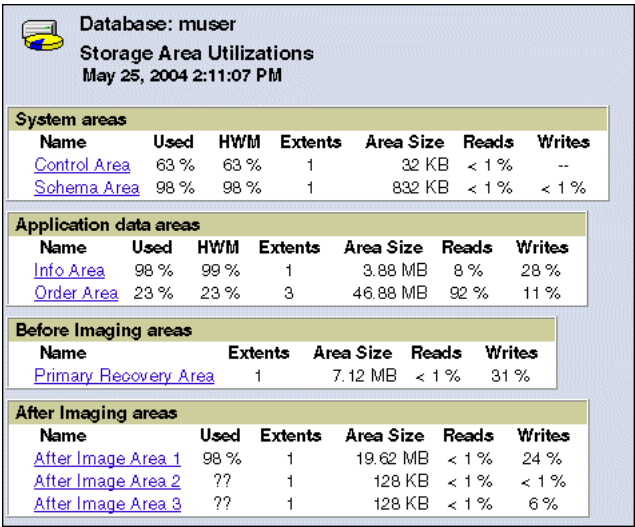 Database: muser
Storage Area Utilizations
May 25, 2004 2:11:07 PM
System areas
Name Used HWM Extents Area Size Reads Writes
Control Area 63 % 63 % 1 32 KB < 1 % --
Schema Area 98 % 98 % 1 832 KB < 1 % < 1 %
Application data areas
Name Used HWM Extents Area Size Reads Writes
Info Area 98 % 99 % 1 3.88 MB 8 % 28 %
Order Area 23 % 23 % 3 46.88 MB 92 % 11 %
Before Imaging areas
Name Extents Area Size Reads Writes
Primary Recovery Area 1 7.12 MB < 1 % 31 %
After Imaging areas
Name Used Extents Area Size Reads Writes
After Image Area 1 98 % 1 19.62 MB < 1 % 24 %
After Image Area 2 ?? 1 128 KB < 1 % < 1 %
After Image Area 3 ?? 1 128 KB < 1 % 6 %